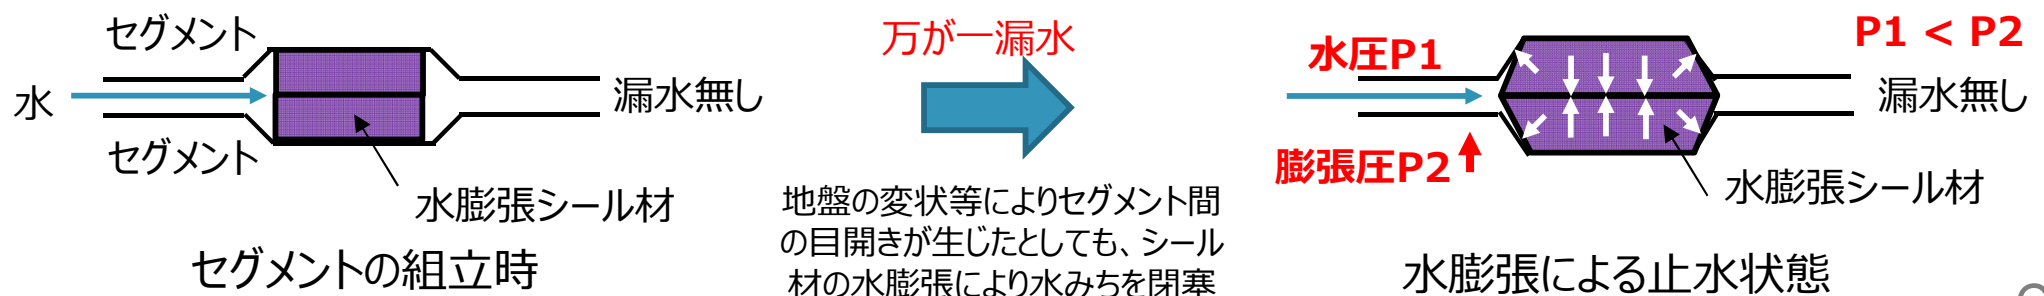 セグメント
水
漏水無し
セグメント
水膨張シール材
セグメントの組立時
万が一漏水
地盤の変状等によりセグメント間
の目開きが生じたとしても、シール
材の水膨張により水みちを閉塞
P1 < P2
水圧P1
漏水無し
膨張圧P2
水膨張シール材
水膨張による止水状態